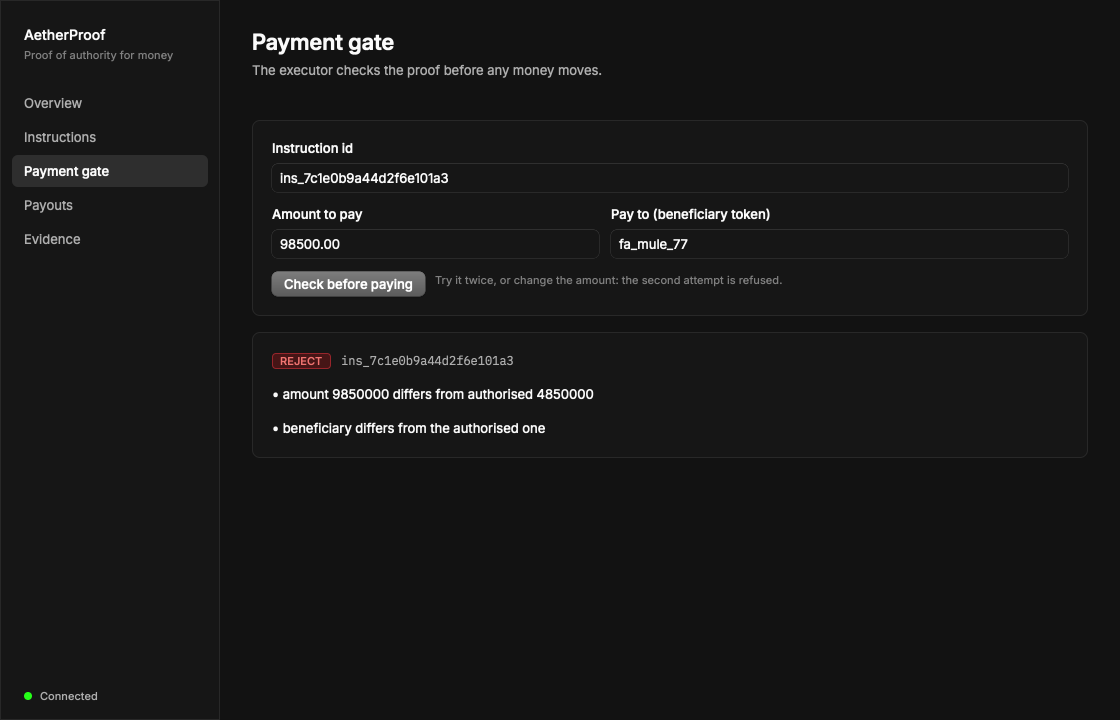 AetherProof
Proof of authority for money
Overview
Instructions
Payment gate
Payouts
Evidence
Connected
Payment gate
The executor checks the proof before any money moves.
Instruction id
ins_7c1e0b9a44d2f6e101a3
Amount to pay
Pay to (beneficiary token)
98500.00
fa_mule_77
Check before paying
Try it twice, or change the amount: the second attempt is refused.
REJECT ins_7c1e0b9a44d2f6e101a3
• amount 9850000 differs from authorised 4850000
• beneficiary differs from the authorised one